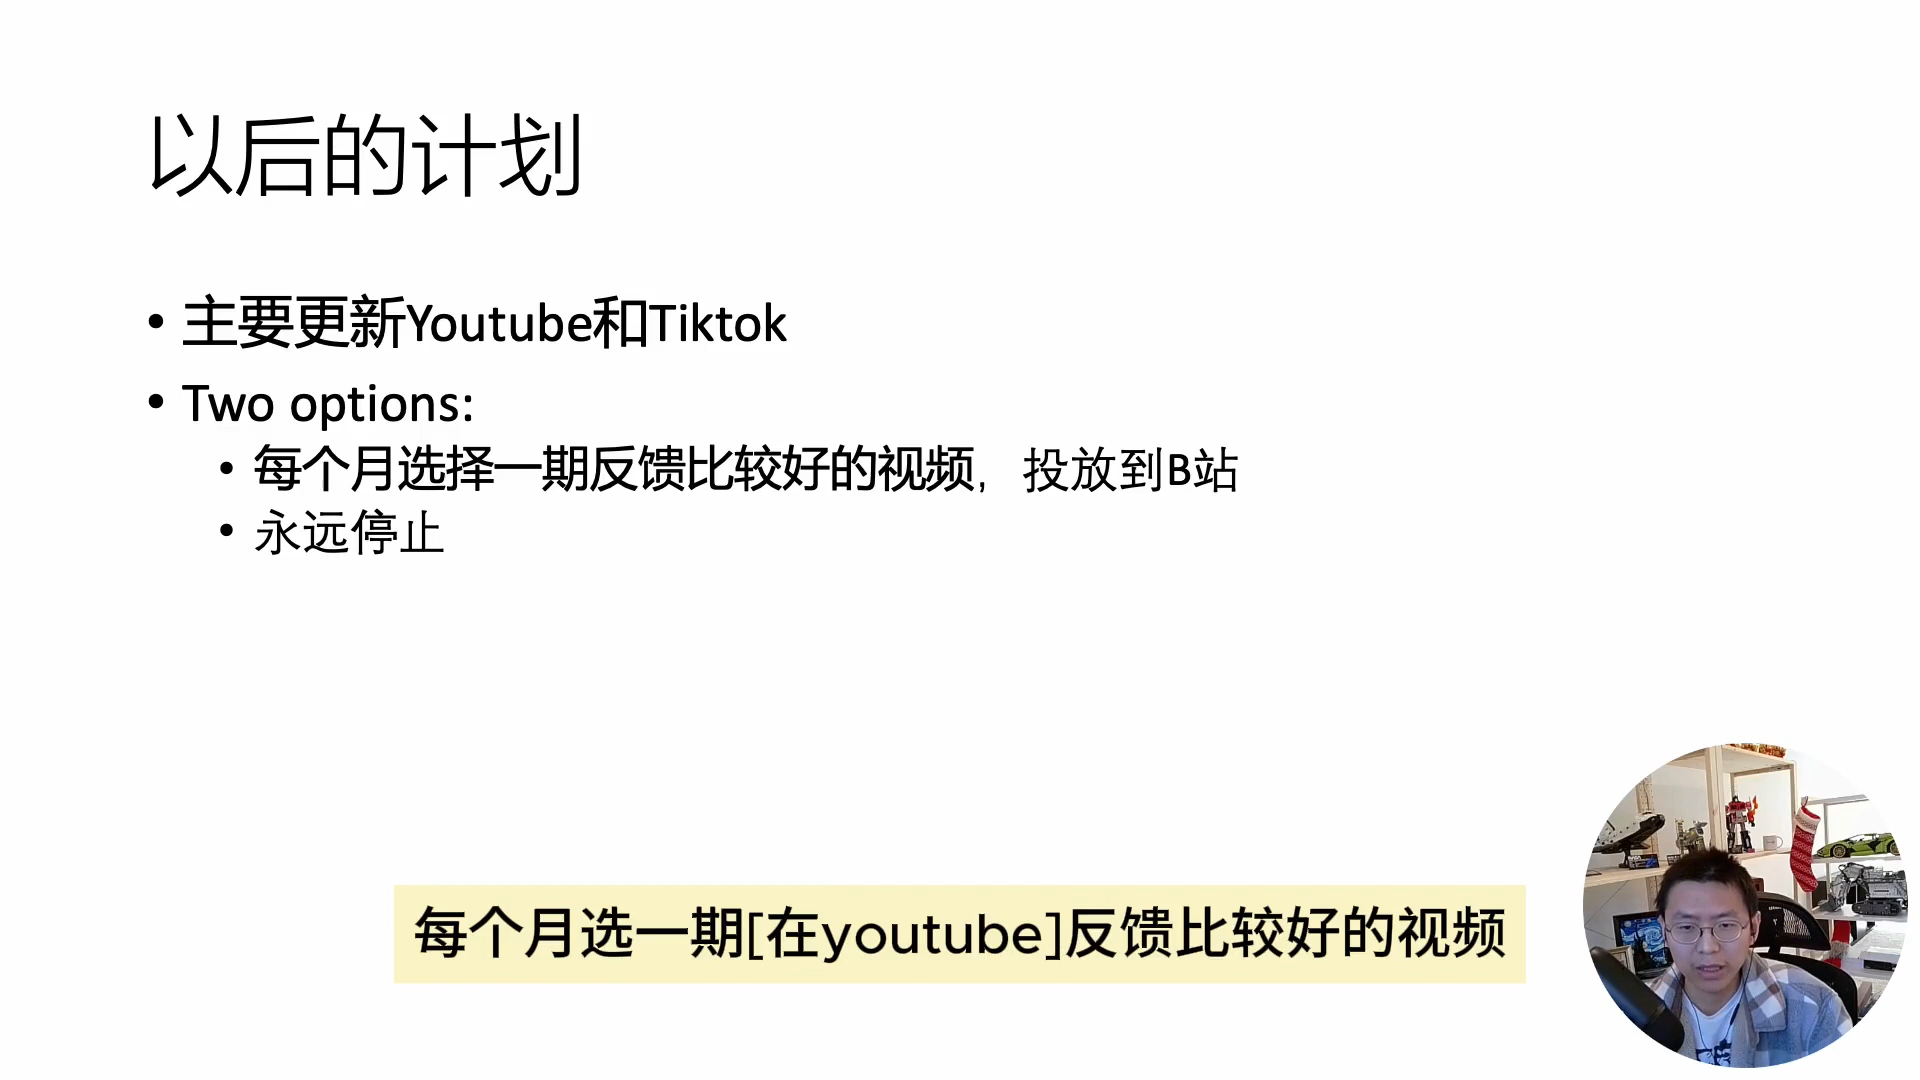 以后的计划
• 主要更新Youtube和Tiktok
• Two options:
• 每个月选择一期反馈比较好的视频，投放到B站
• 永远停止
每个月选一期[在youtube]反馈比较好的视频